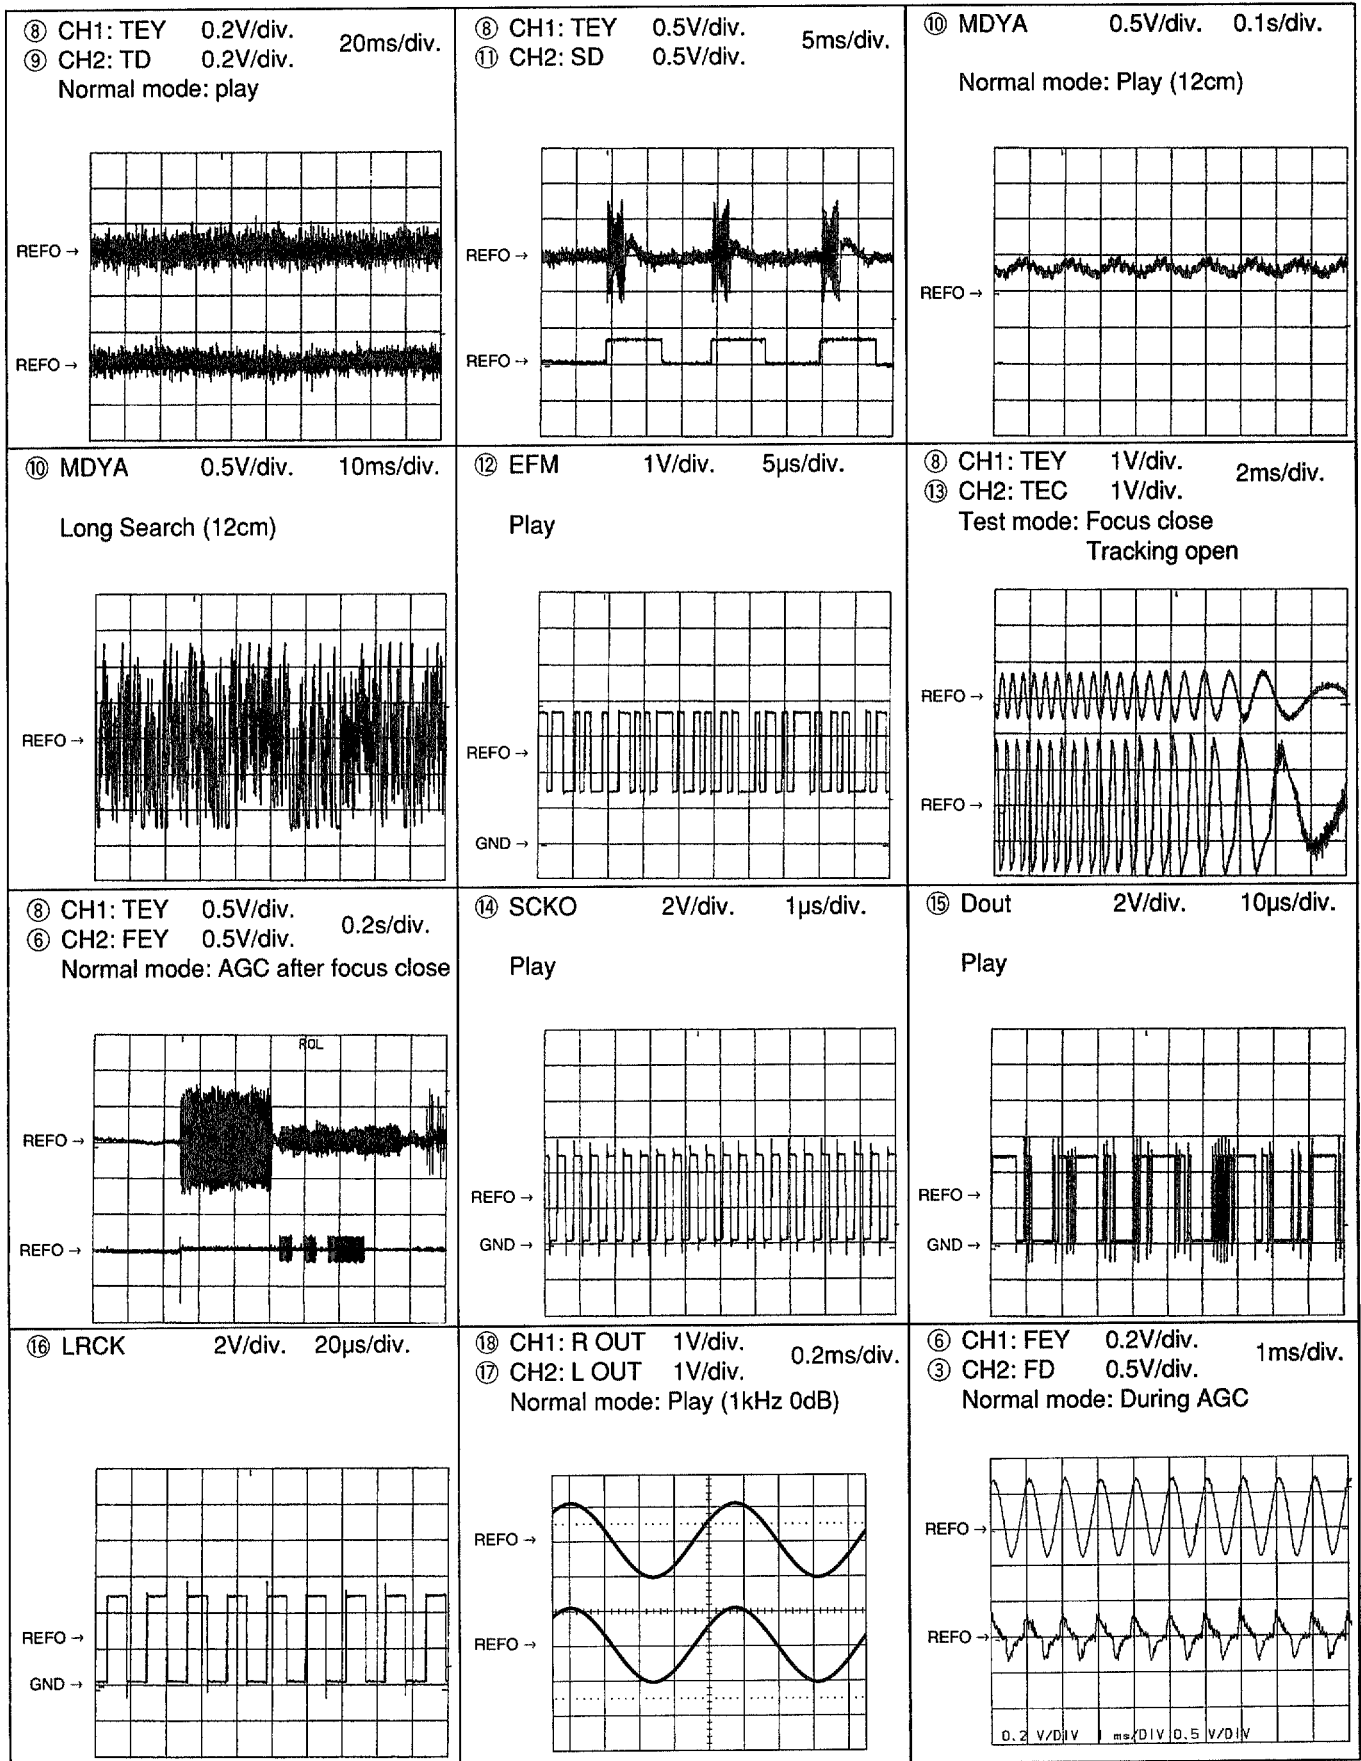 ⑧ CH1: TEY 0.2V/div. 20ms/div.
⑨ CH2: TD 0.2V/div.
Normal mode: play
REFO →
REFO →
⑧ CH1: TEY 0.5V/div. 5ms/div.
⑪ CH2: SD 0.5V/div.
REFO →
REFO →
⑩ MDYA 0.5V/div. 0.1s/div.
Normal mode: Play (12cm)
REFO →
⑩ MDYA 0.5V/div. 10ms/div.
Long Search (12cm)
REFO →
⑫ EFM 1V/div. 5µs/div.
Play
REFO →
GND →
⑧ CH1: TEY 1V/div. 2ms/div.
⑬ CH2: TEC 1V/div.
Test mode: Focus close
Tracking open
REFO →
REFO →
⑧ CH1: TEY 0.5V/div. 0.2s/div.
⑥ CH2: FEY 0.5V/div.
Normal mode: AGC after focus close
ROL
REFO →
REFO →
⑭ SCKO 2V/div. 1µs/div.
Play
REFO →
GND →
⑮ Dout 2V/div. 10µs/div.
Play
REFO →
GND →
⑯ LRCK 2V/div. 20µs/div.
REFO →
GND →
⑱ CH1: R OUT 1V/div. 0.2ms/div.
⑰ CH2: L OUT 1V/div.
Normal mode: Play (1kHz 0dB)
REFO →
REFO →
⑥ CH1: FEY 0.2V/div. 1ms/div.
③ CH2: FD 0.5V/div.
Normal mode: During AGC
REFO →
REFO →
0.2 V/DIV 1 ms/DIV 0.5 V/DIV